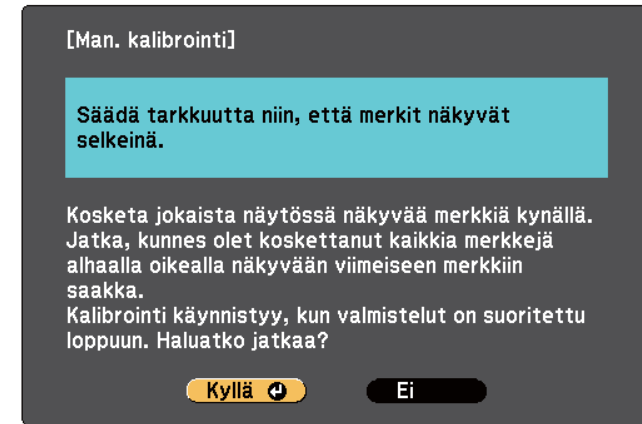 [Man. kalibrointi]
Säädä tarkkuutta niin, että merkit näkyvät
selkeinä.
Kosketa jokaista näytössä näkyvää merkkiä kynällä.
Jatka, kunnes olet koskettanut kaikkia merkkejä
alhaalla oikealla näkyvään viimeiseen merkkiin
saakka.
Kalibrointi käynnistyy, kun valmistelut on suoritettu
loppuun. Haluatko jatkaa?
Kyllä Ei